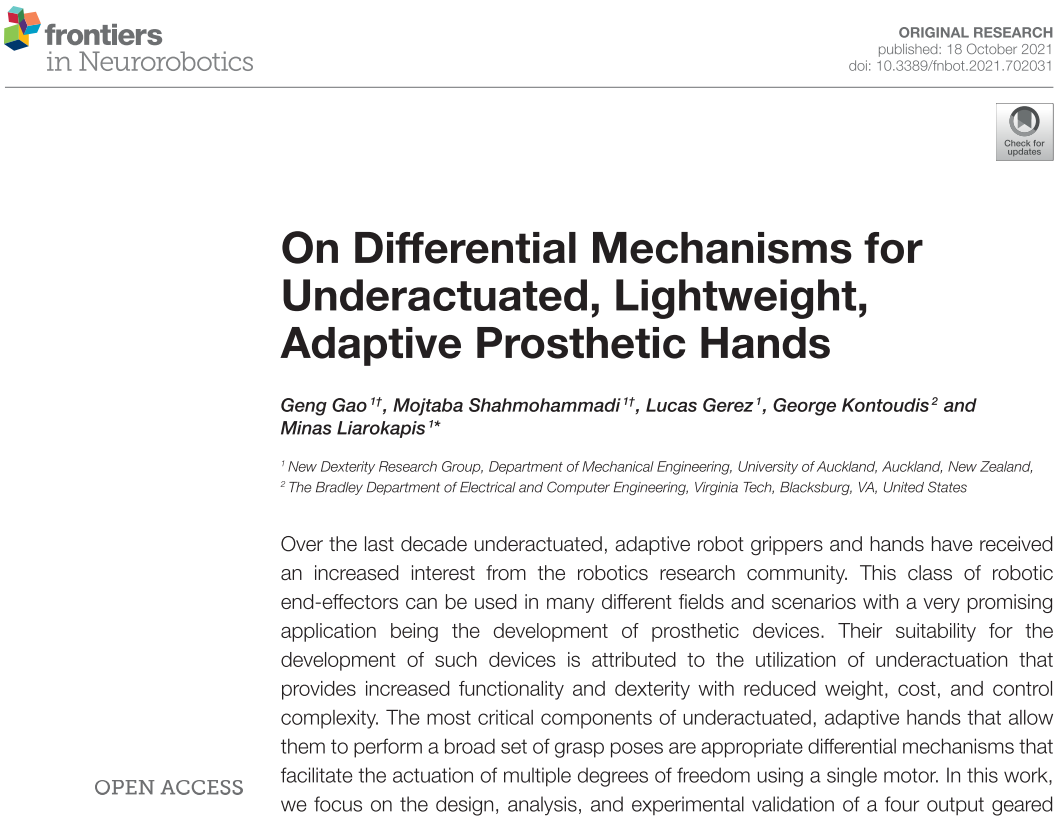 frontiers
in Neurorobotics
ORIGINAL RESEARCH
published: 18 October 2021
doi: 10.3389/fnbot.2021.702031
Check for
updates
On Differential Mechanisms for
Underactuated, Lightweight,
Adaptive Prosthetic Hands
Geng Gao 1†, Mojtaba Shahmohammadi 1†, Lucas Gerez 1, George Kontoudis 2 and
Minas Liarokapis 1*
1 New Dexterity Research Group, Department of Mechanical Engineering, University of Auckland, Auckland, New Zealand,
2 The Bradley Department of Electrical and Computer Engineering, Virginia Tech, Blacksburg, VA, United States
Over the last decade underactuated, adaptive robot grippers and hands have received
an increased interest from the robotics research community. This class of robotic
end-effectors can be used in many different fields and scenarios with a very promising
application being the development of prosthetic devices. Their suitability for the
development of such devices is attributed to the utilization of underactuation that
provides increased functionality and dexterity with reduced weight, cost, and control
complexity. The most critical components of underactuated, adaptive hands that allow
them to perform a broad set of grasp poses are appropriate differential mechanisms that
facilitate the actuation of multiple degrees of freedom using a single motor. In this work,
we focus on the design, analysis, and experimental validation of a four output geared
OPEN ACCESS